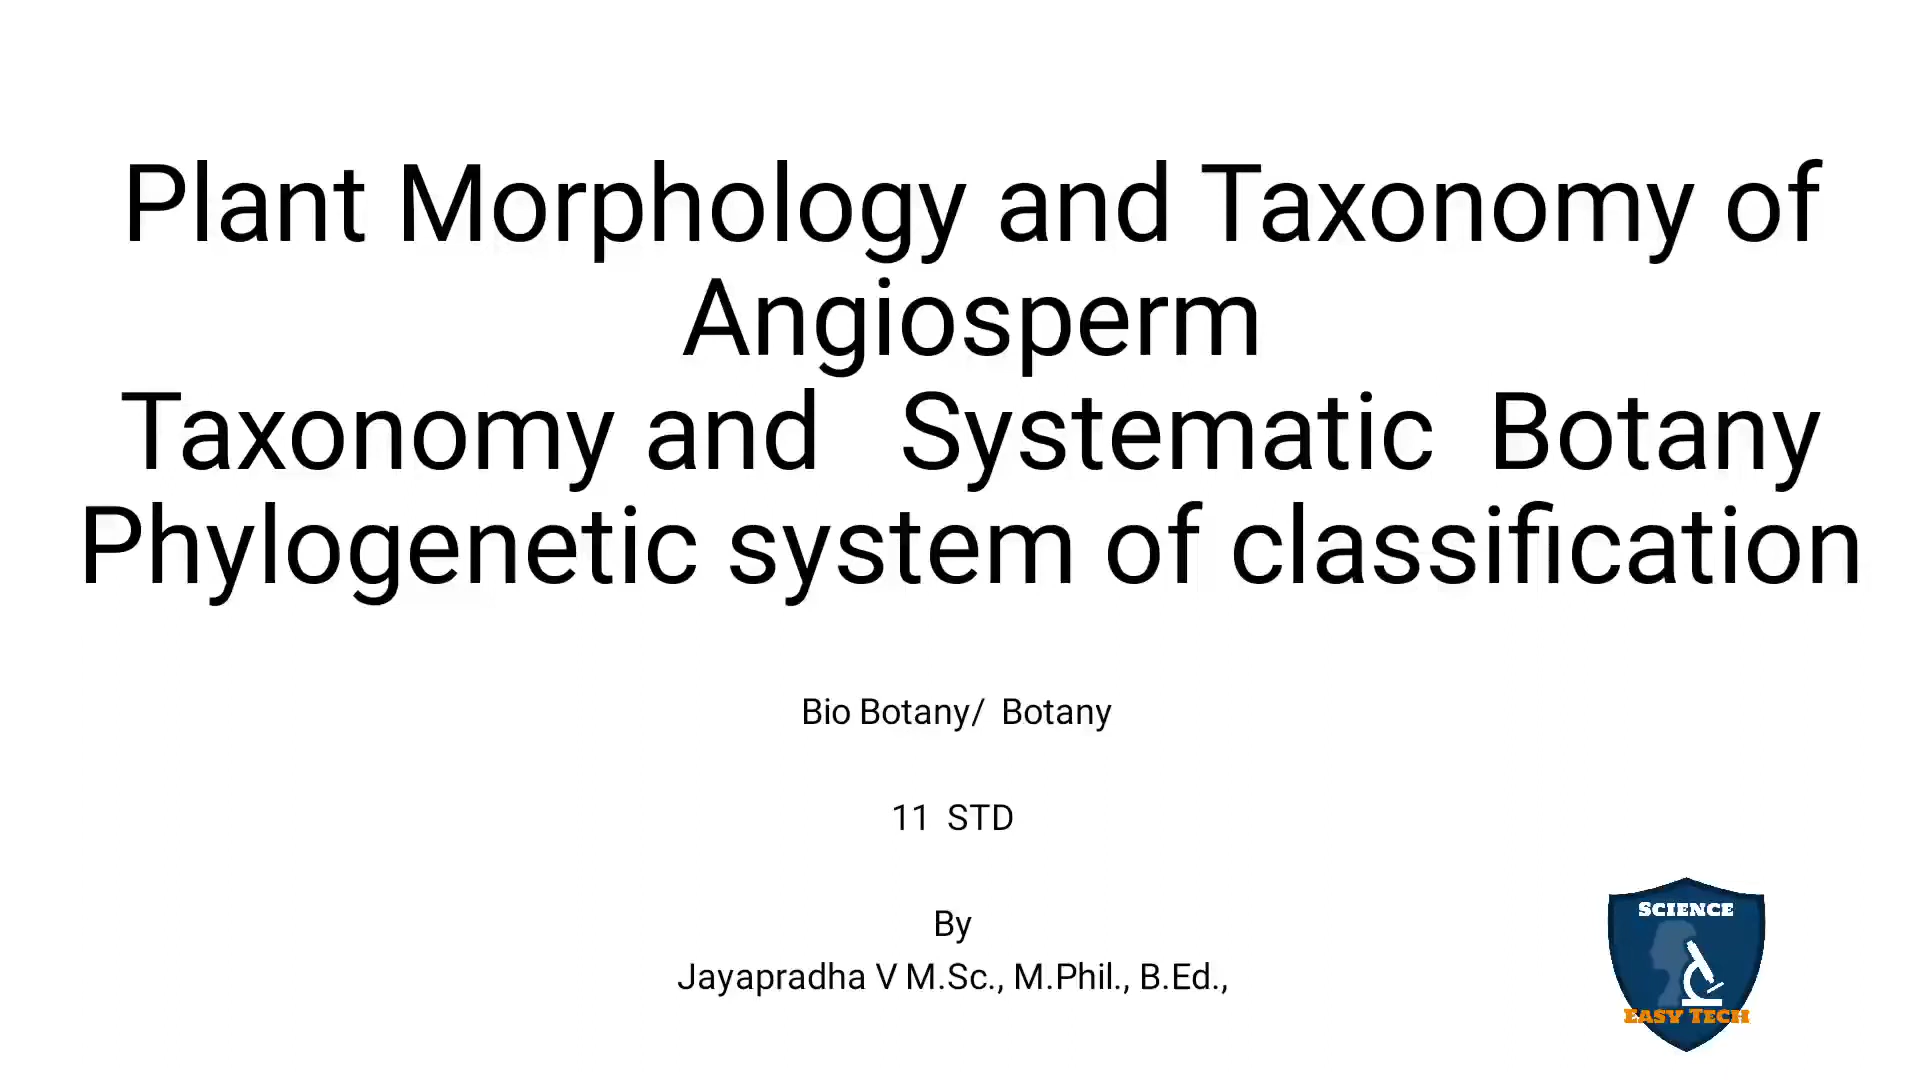 Plant Morphology and Taxonomy of
Angiosperm
Taxonomy and Systematic Botany
Phylogenetic system of classification
Bio Botany/ Botany
11 STD
By
Jayapradha V M.Sc., M.Phil., B.Ed.,
SCIENCE
EASY TECH